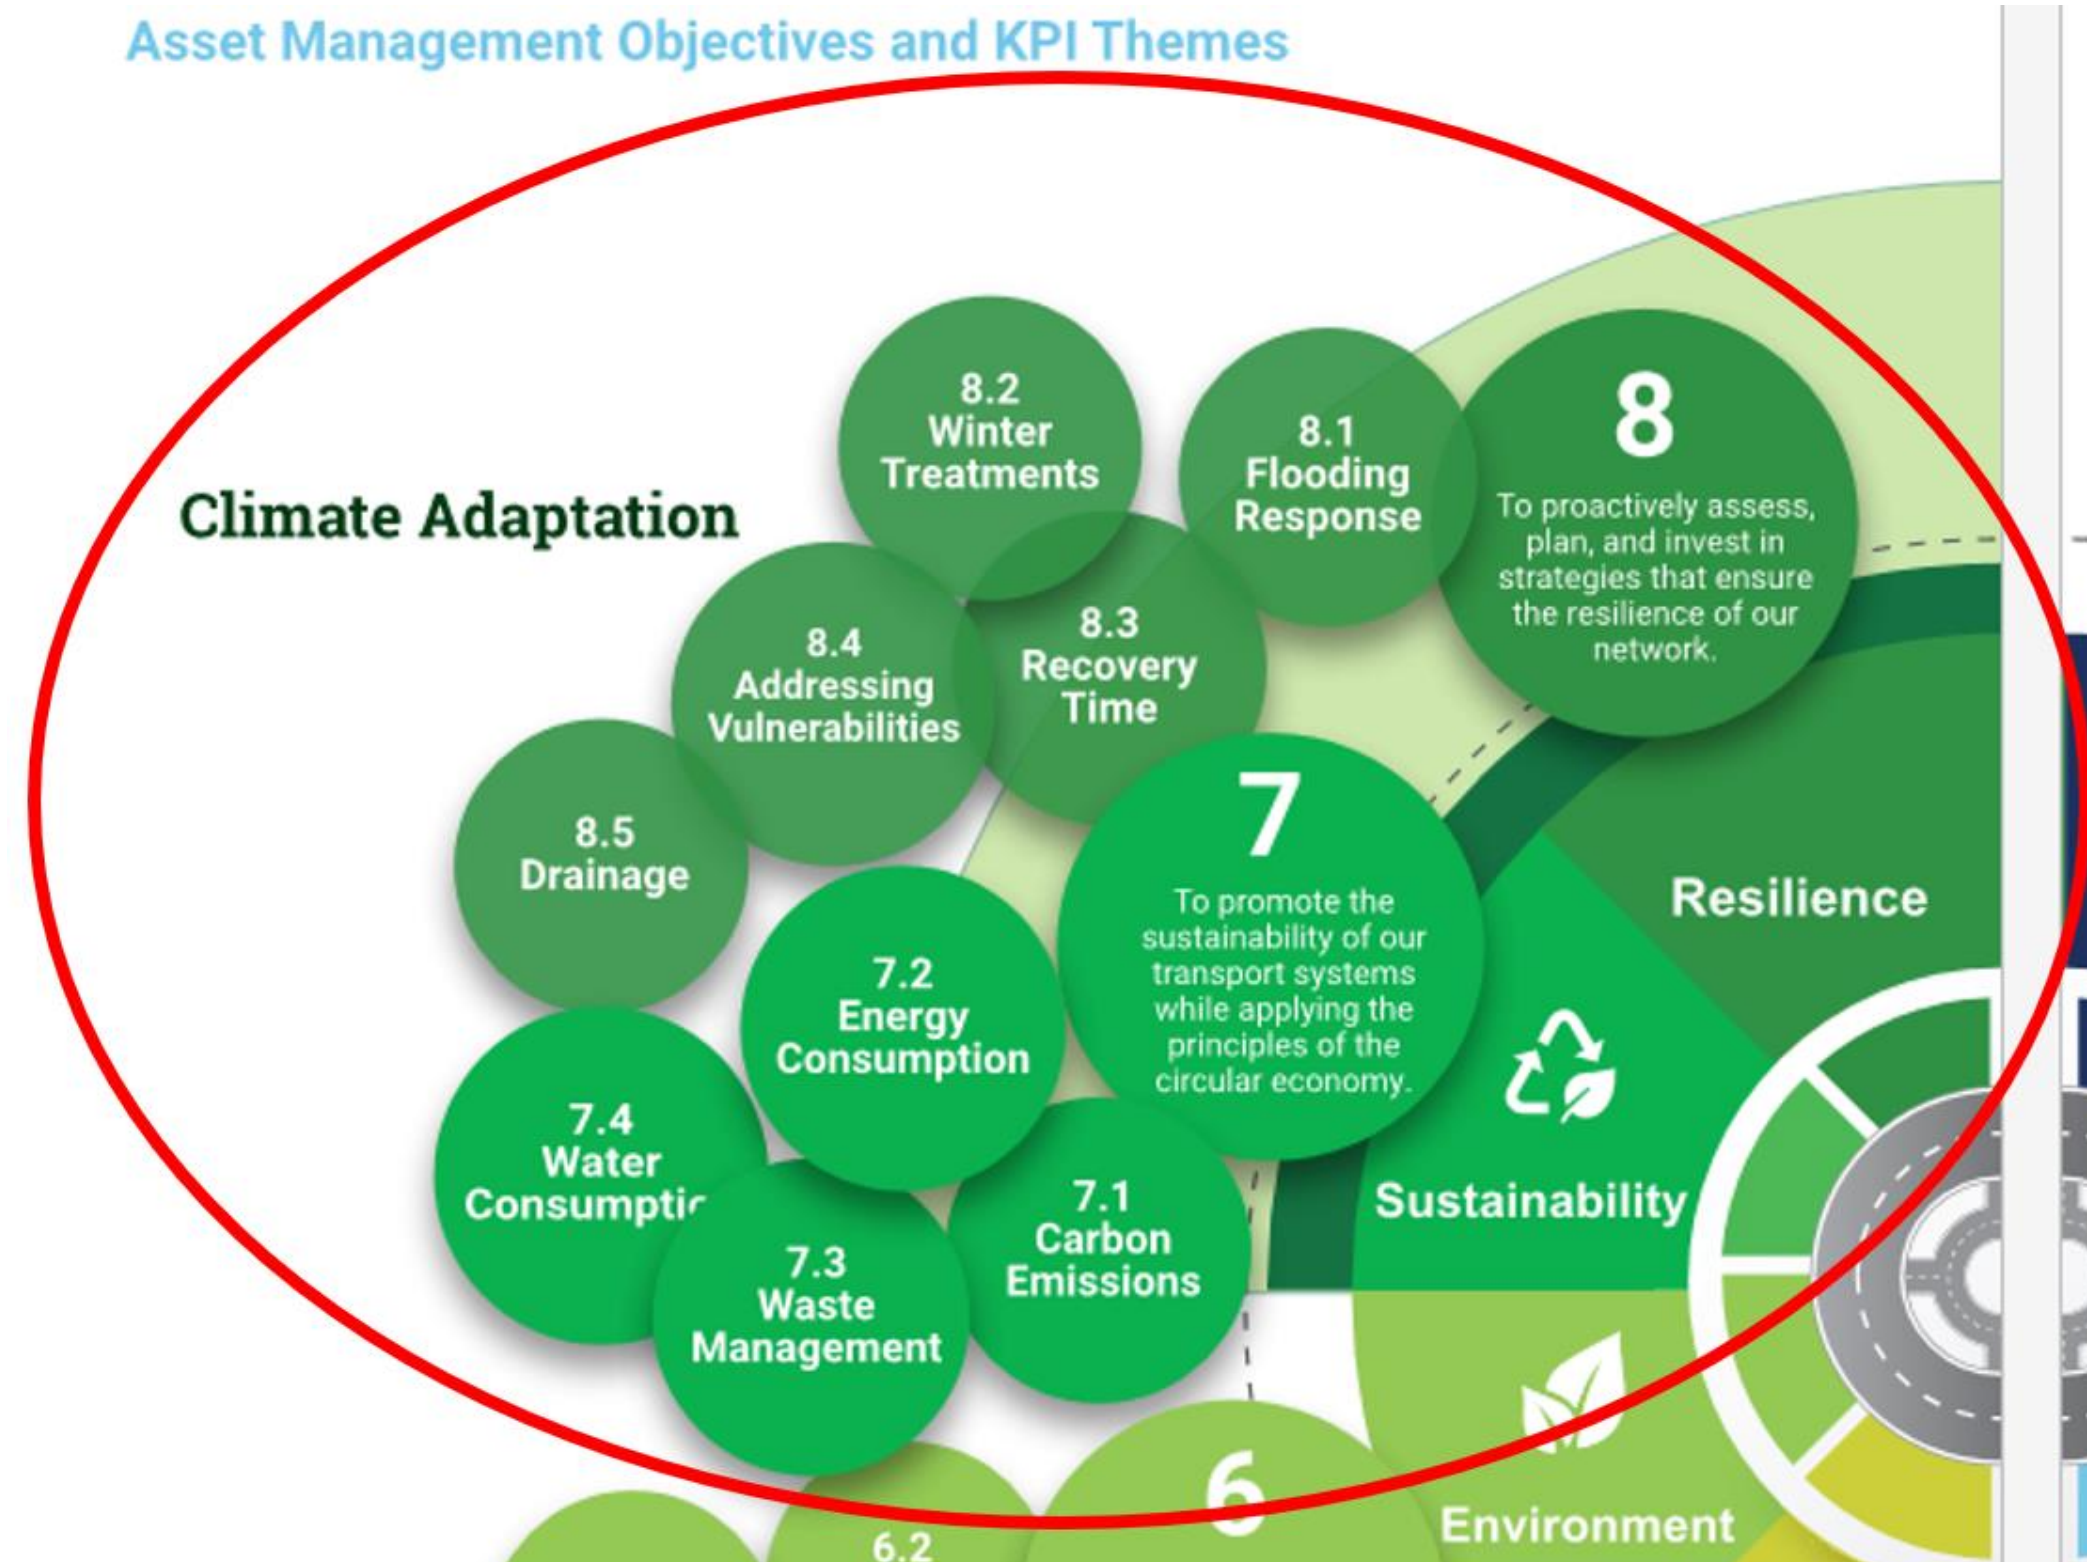 Asset Management Objectives and KPI Themes
8.2
Winter
Treatments
8.1
Flooding
Response
8
To proactively assess,
plan, and invest in
strategies that ensure
the resilience of our
network.
Climate Adaptation
8.4
Addressing
Vulnerabilities
8.3
Recovery
Time
8.5
Drainage
7
To promote the
sustainability of our
transport systems
while applying the
principles of the
circular economy.
Resilience
7.2
Energy
Consumption
7.4
Water
Consumptio
7.3
Waste
Management
7.1
Carbon
Emissions
Sustainability
6
6.2
Environment